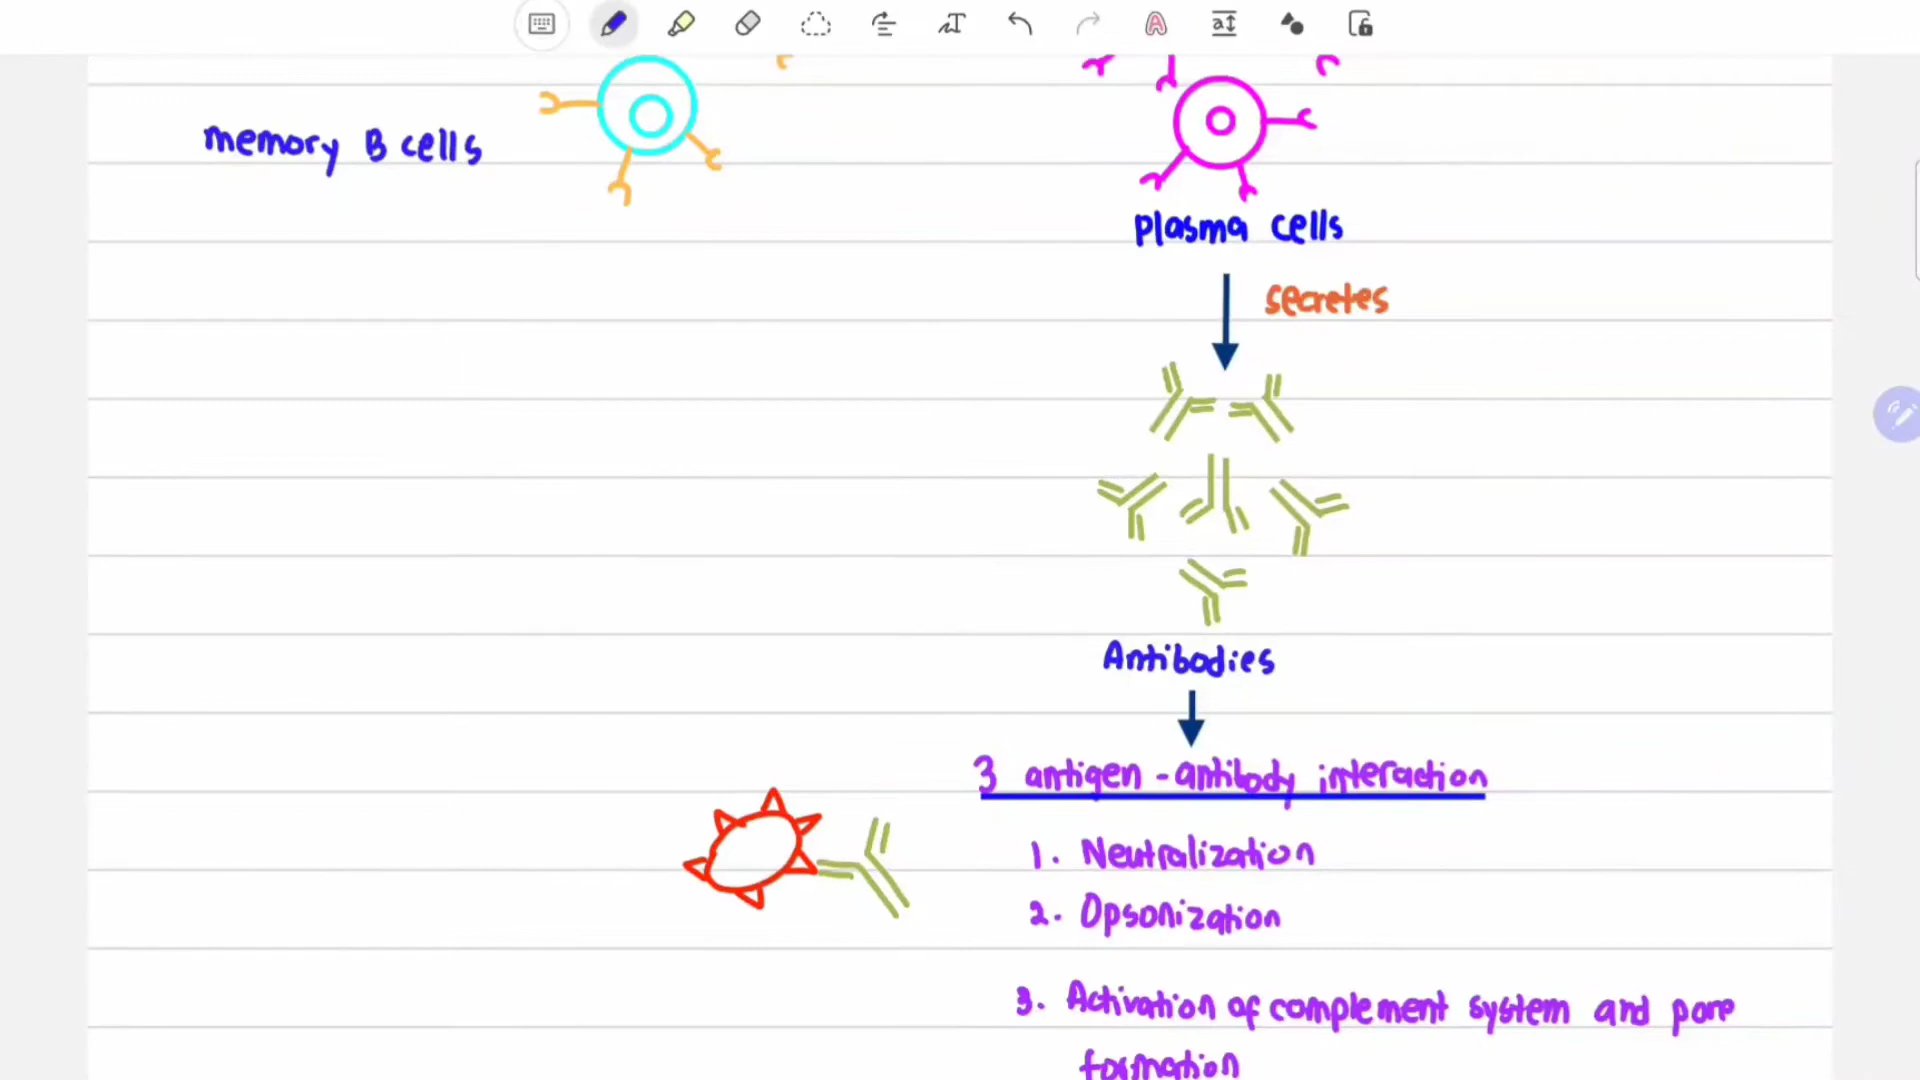 memory B cells
plasma cells
secretes
Antibodies
3 antigen - antibody interaction
1. Neutralization
2. Opsonization
3. Activation of complement system and pore
formation